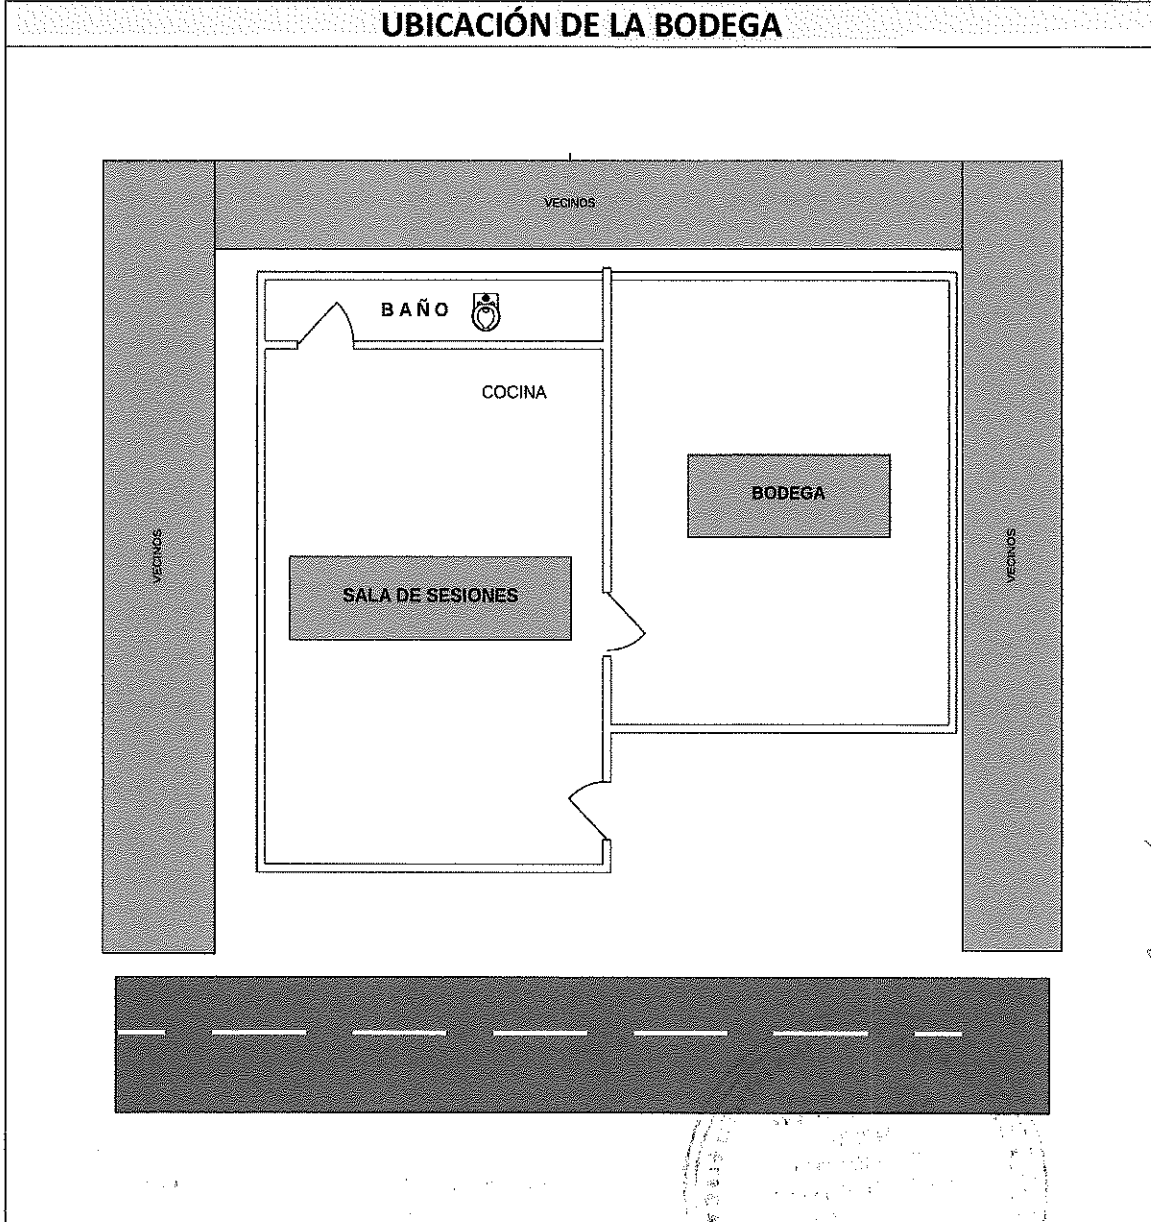 UBICACIÓN DE LA BODEGA
VECINOS
BAÑO
COCINA
BODEGA
VECINOS
SALA DE SESIONES
VECINOS